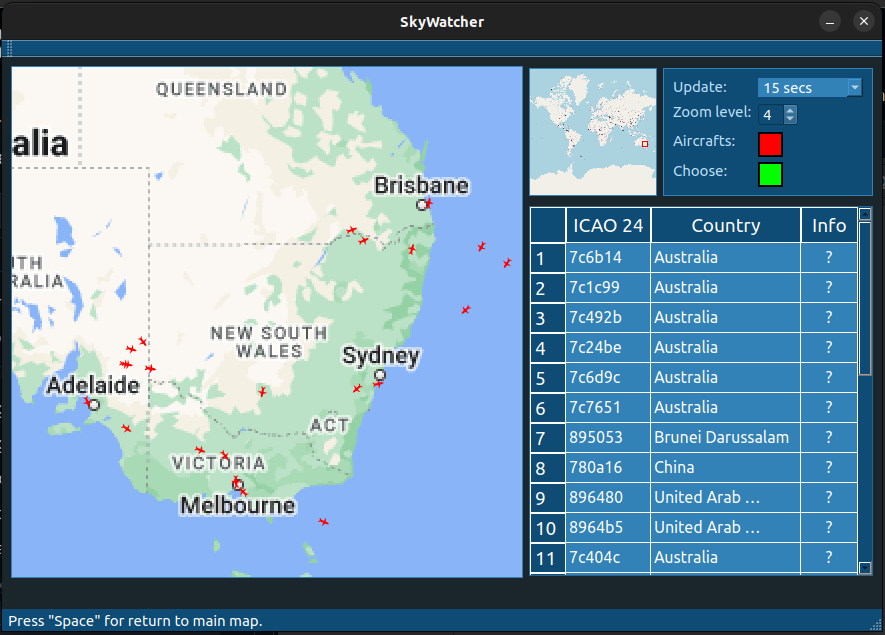 SkyWatcher
QUEENSLAND
alia
Brisbane
TH
RALIA
NEW SOUTH
WALES
Sydney
Adelaide
ACT
VICTORIA
Melbourne
Update: 15 secs
Zoom level: 4
Aircrafts:
Choose:
ICAO 24 Country Info
1 7c6b14 Australia ?
2 7c1c99 Australia ?
3 7c492b Australia ?
4 7c24be Australia ?
5 7c6d9c Australia ?
6 7c7651 Australia ?
7 895053 Brunei Darussalam ?
8 780a16 China ?
9 896480 United Arab ... ?
10 8964b5 United Arab ... ?
11 7c404c Australia ?
Press "Space" for return to main map.